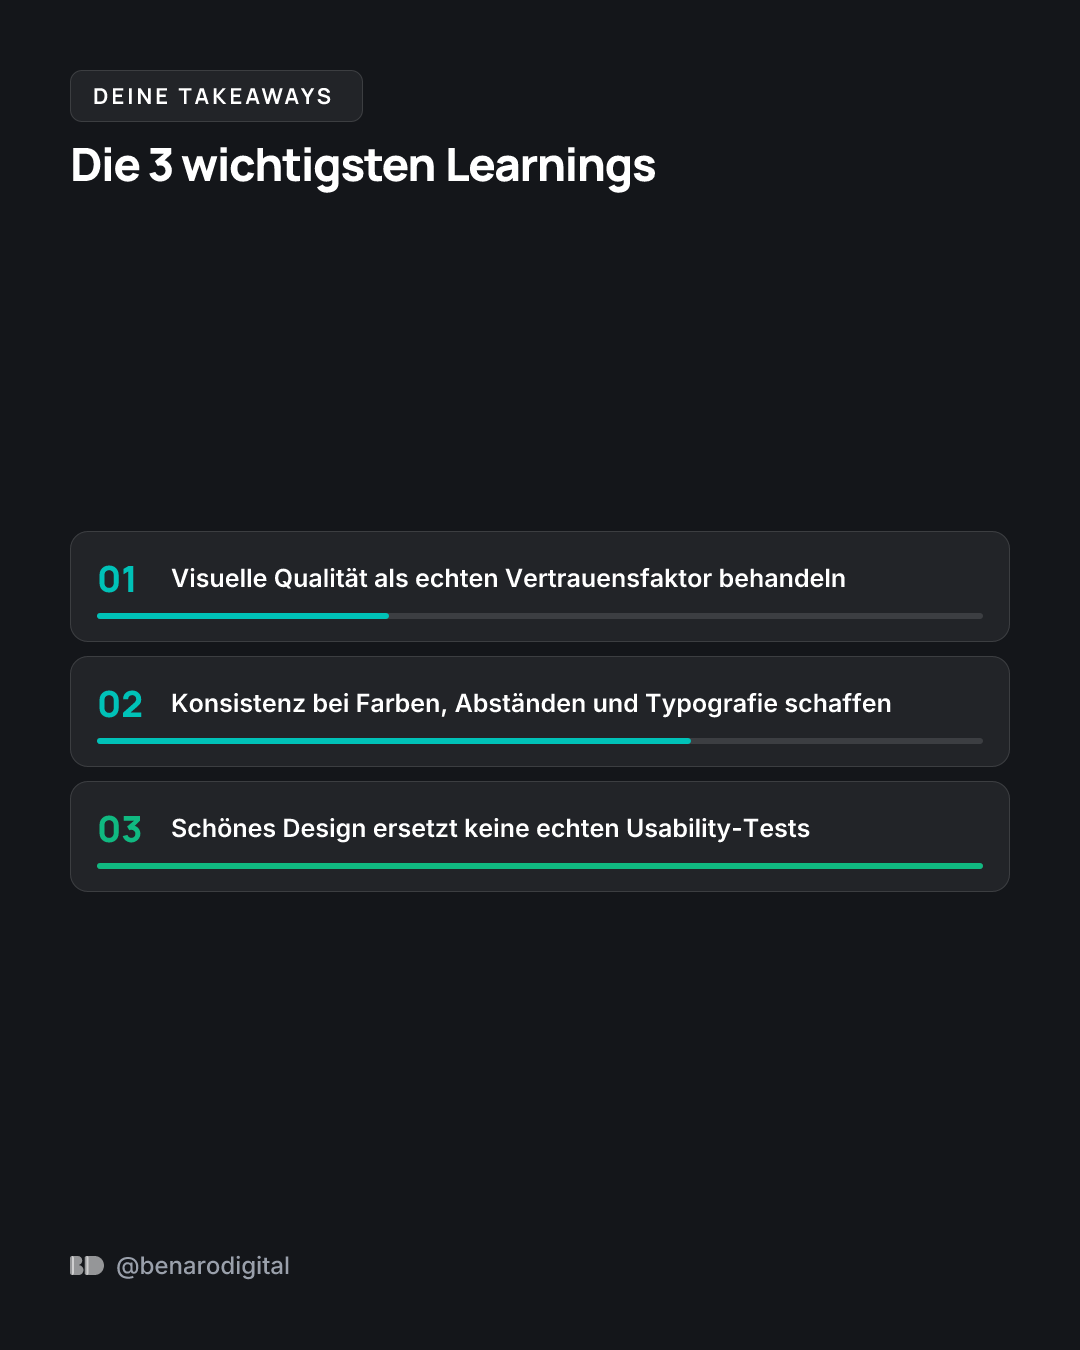 DEINE TAKEAWAYS
Die 3 wichtigsten Learnings
01 Visuelle Qualität als echten Vertrauensfaktor behandeln
02 Konsistenz bei Farben, Abständen und Typografie schaffen
03 Schönes Design ersetzt keine echten Usability-Tests
BD @benarodigital